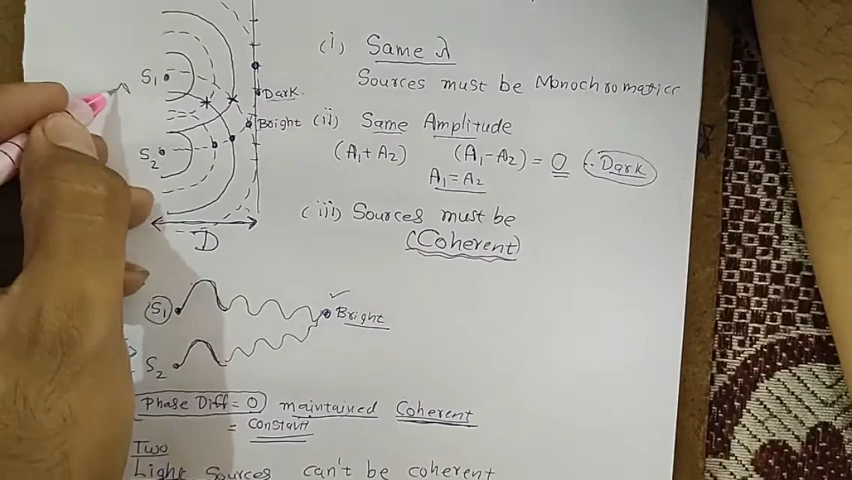 (i) Same λ
S₁
Sources must be Monochromatics
Dark
Bright
(ii) Same Amplitude
S₂
(A₁+A₂) (A₁-A₂) = 0 Dark
A₁=A₂
(iii) Sources must be
(Coherent)
D
S₁
Bright
S₂
Phase Diff = 0 maintained Coherent
= constant
Two
Light Sources can't be coherent